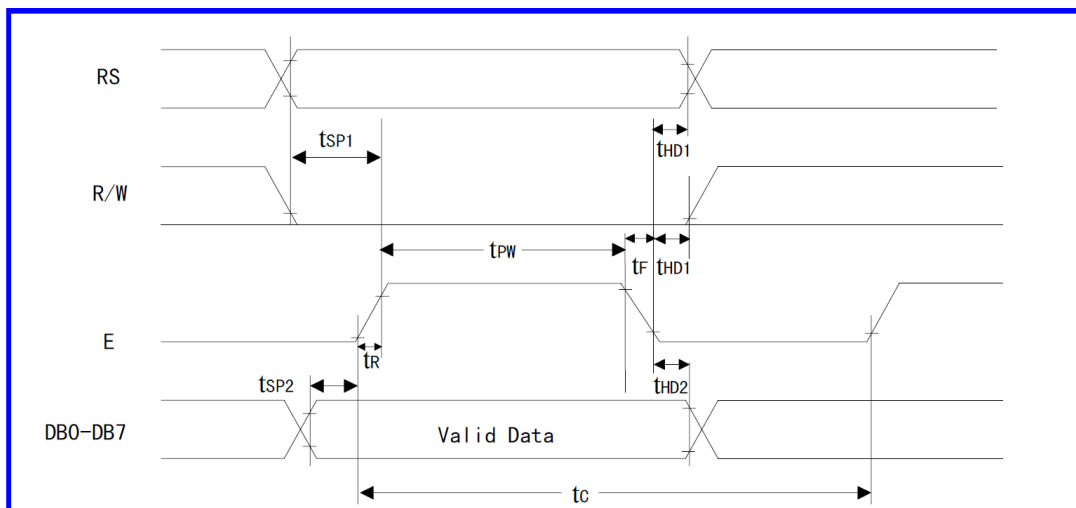 RS
tSP1
tHD1
R/W
tPW
tF
tHD1
E
tR
tSP2
tHD2
DB0-DB7
Valid Data
tC